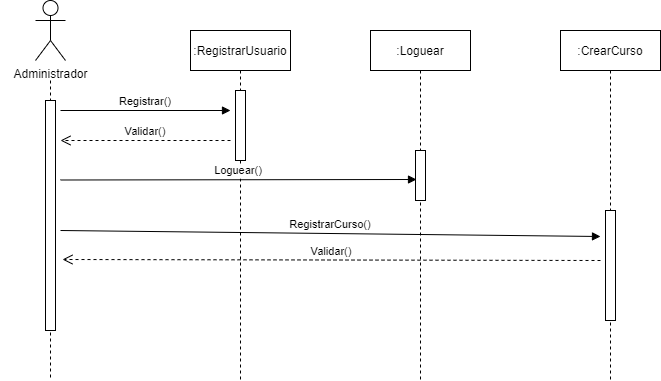 :RegistrarUsuario
:Loguear
:CrearCurso
Administrador
Registrar()
Validar()
Loguear()
RegistrarCurso()
Validar()